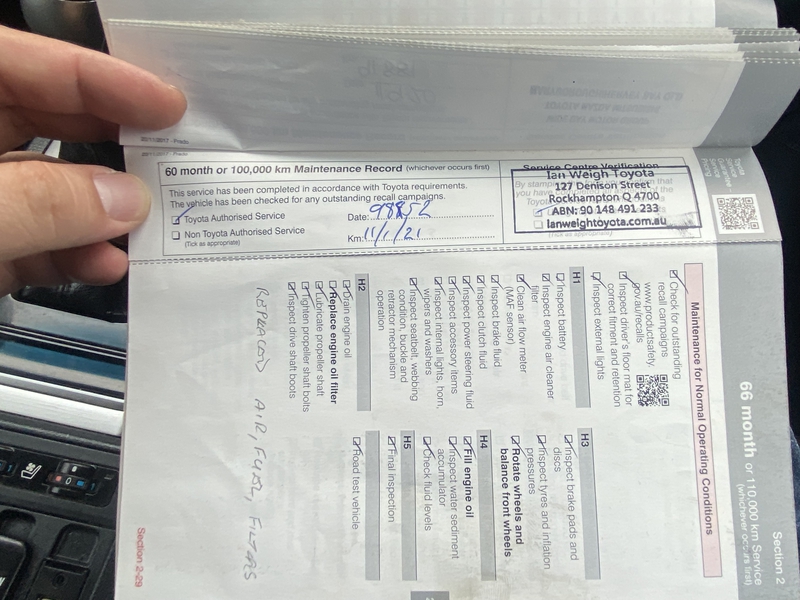 60 month or 100,000 km Maintenance Record (whichever occurs first)
This service has been completed in accordance with Toyota requirements.
The vehicle has been checked for any outstanding recall campaigns.
Toyota Authorised Service
Non Toyota Authorised Service
(Tick as appropriate)
Date:
Km: 11/1/21
Service Centre Verification
Ian Weigh Toyota
127 Denison Street
Rockhampton Q 4700
ABN: 90 148 491 233
Ianweightoyota.com.au
(Tick as appropriate)
Section 2
66 month or 110,000 km Service
(whichever occurs first)
Maintenance for Normal Operating Conditions
Check for outstanding
recall campaigns
www.productsafety.
gov.au/recalls
Inspect driver's floor mat for
correct fitment and retention
Inspect external lights
H1
Inspect battery
Inspect engine air cleaner
filter
Clean air flow meter
(MAF sensor)
Inspect brake fluid
Inspect clutch fluid
Inspect power steering fluid
Inspect accessory items
Inspect internal lights, horn,
wipers and washers
Inspect seatbelt, webbing
condition, buckle and
retractor mechanism
operation
H2
Drain engine oil
Replace engine oil filter
Lubricate propeller shaft
Tighten propeller shaft bolts
Inspect drive shaft boots
H3
Inspect brake pads and
discs
Inspect tyres and inflation
pressures
Rotate wheels and
balance front wheels
H4
Fill engine oil
Inspect water sediment
accumulator
Check fluid levels
H5
Final inspection
Road test vehicle
REPLACED AIR, FUEL, FILTERS
Section 2-29